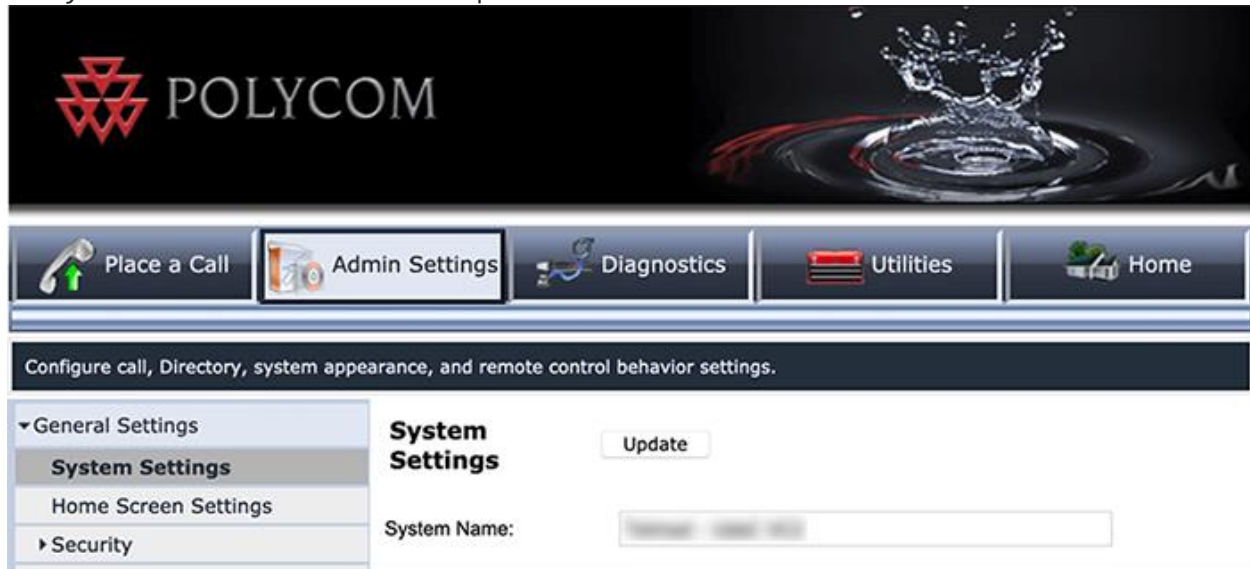 POLYCOM
Place a Call Admin Settings Diagnostics Utilities Home
Configure call, Directory, system appearance, and remote control behavior settings.
▾General Settings
System Settings
Home Screen Settings
▸Security
System Settings Update
System Name: